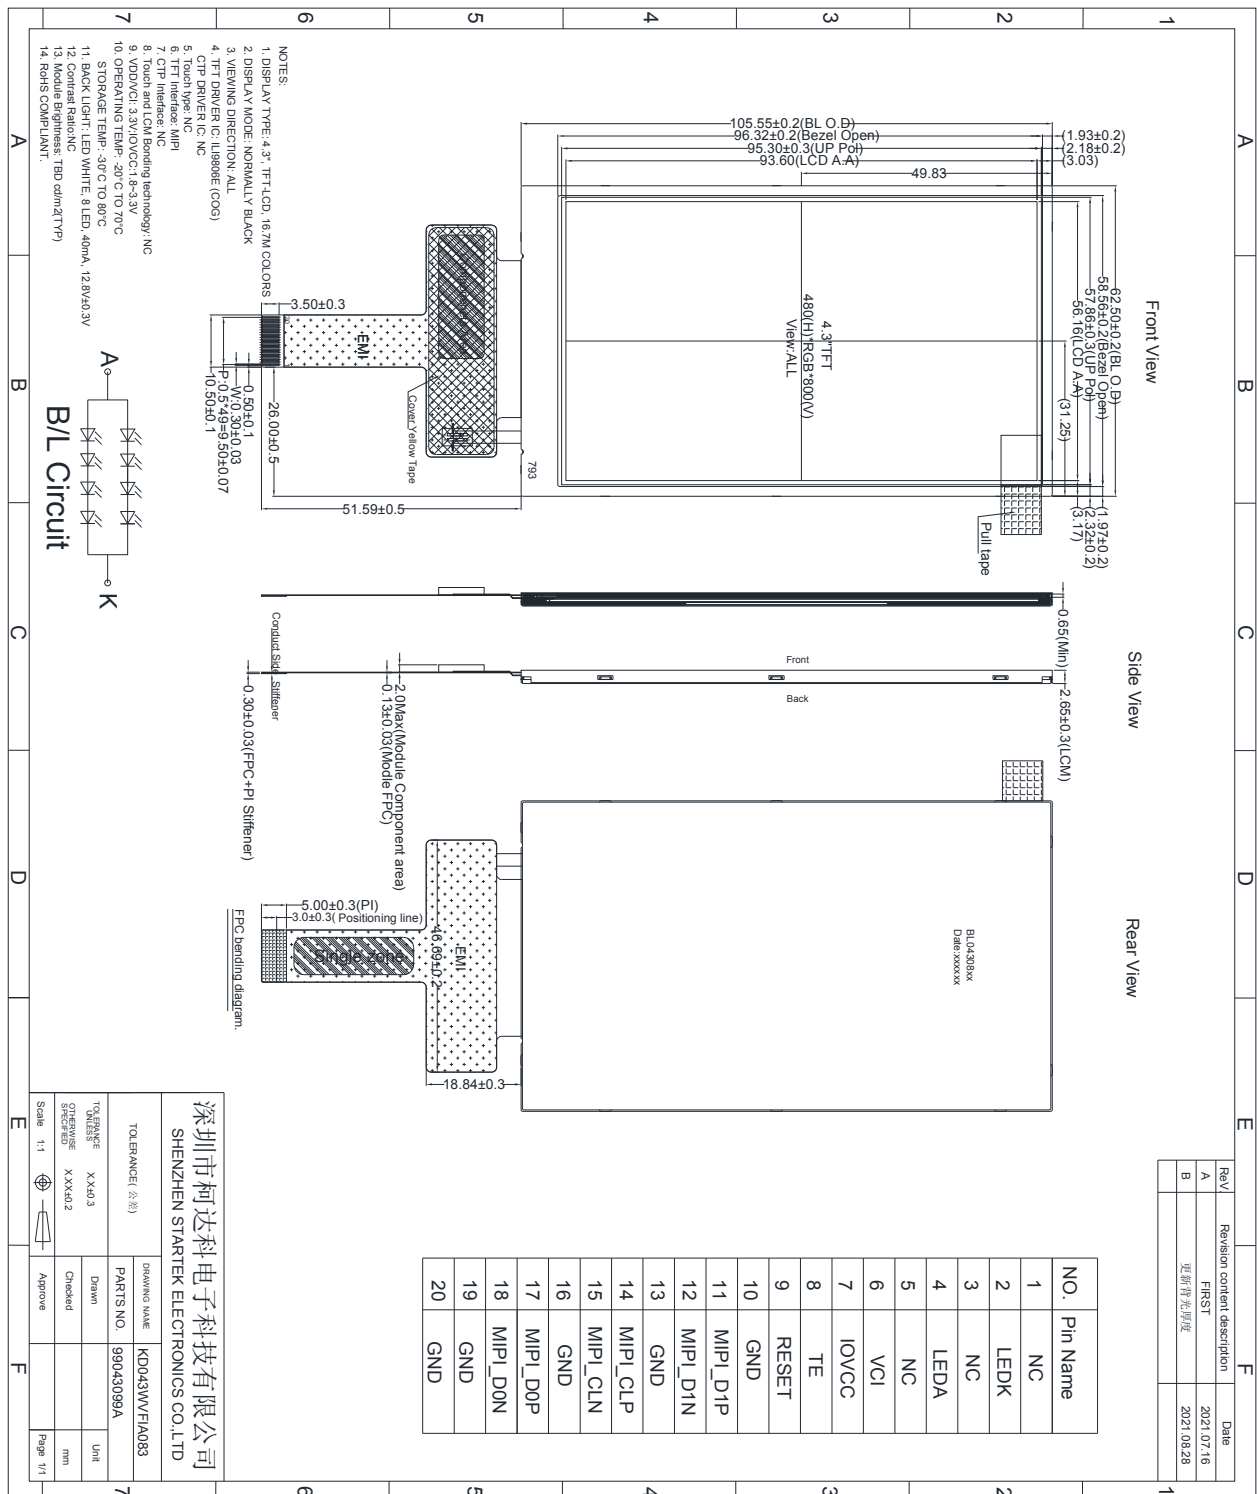 Front View
Side View
Rear View
105.55±0.2(BL O.D)
96.32±0.2(Bezel Open)
95.30±0.3(UP Pol)
93.60(LCD A.A)
49.83
(1.93±0.2)
(2.18±0.2)
(3.03)
62.50±0.2(BL O.D)
58.56±0.2(Bezel Open)
57.86±0.3(UP Pol)
56.16(LCD A.A)
(31.25)
(1.97±0.2)
(2.32±0.2)
(3.17)
4.3"TFT
480(H)*RGB*800(V)
View:ALL
Pull tape
793
Cover Yellow Tape
EMI
3.50±0.3
0.50±0.1
W:0.30±0.03
P:0.5*49=9.50±0.07
10.50±0.1
26.00±0.5
51.59±0.5
0.65(Min)
2.65±0.3(LCM)
Front
Back
Conduct Side
Stiffener
2.0Max(Module Component area)
0.13±0.03(Modle FPC)
0.30±0.03(FPC+PI Stiffener)
BL04308xx
Date:xxxxxx
EMI
46.69±0.2
Single zone
5.00±0.3(PI)
3.0±0.3( Positioning line)
18.84±0.3
FPC bending diagram.
NOTES:
1. DISPLAY TYPE: 4.3", TFT-LCD, 16.7M COLORS
2. DISPLAY MODE: NORMALLY BLACK
3. VIEWING DIRECTION: ALL
4. TFT DRIVER IC: ILI9806E (COG)
CTP DRIVER IC: NC
5. Touch type: NC
6. TFT Interface: MIPI
7. CTP Interface: NC
8. Touch and LCM Bonding technology: NC
9. VDD/VCI: 3.3V;IOVCC:1.8~3.3V
10. OPERATING TEMP: -20°C TO 70°C
STORAGE TEMP: -30°C TO 80°C
11. BACK LIGHT: LED WHITE, 8 LED, 40mA, 12.8V±0.3V
12. Contrast Ratio:NC
13. Module Brightness: TBD cd/m2(TYP)
14. RoHS COMPLIANT.
A
K
B/L Circuit
NO. Pin Name
1 NC
2 LEDK
3 NC
4 LEDA
5 NC
6 VCI
7 IOVCC
8 TE
9 RESET
10 GND
11 MIPI_D1P
12 MIPI_D1N
13 GND
14 MIPI_CLP
15 MIPI_CLN
16 GND
17 MIPI_D0P
18 MIPI_D0N
19 GND
20 GND
Rev. Revision content description Date
A FIRST 2021.07.16
B 更新背光厚度 2021.08.28
深圳市柯达科电子科技有限公司
SHENZHEN STARTEK ELECTRONICS CO.,LTD
TOLERANCE( 公差)
TOLERANCE
UNLESS
OTHERWISE
SPECIFIED
X.X±0.3
X.XX±0.2
DRAWING NAME KD043WVFIA083
PARTS NO. 99043099A
Drawn
Unit
Checked
mm
Scale 1:1
Approve
Page 1/1
1 2 3 4 5 6 7
A B C D E F
A B C D E F
1 2 3 4 5 6 7